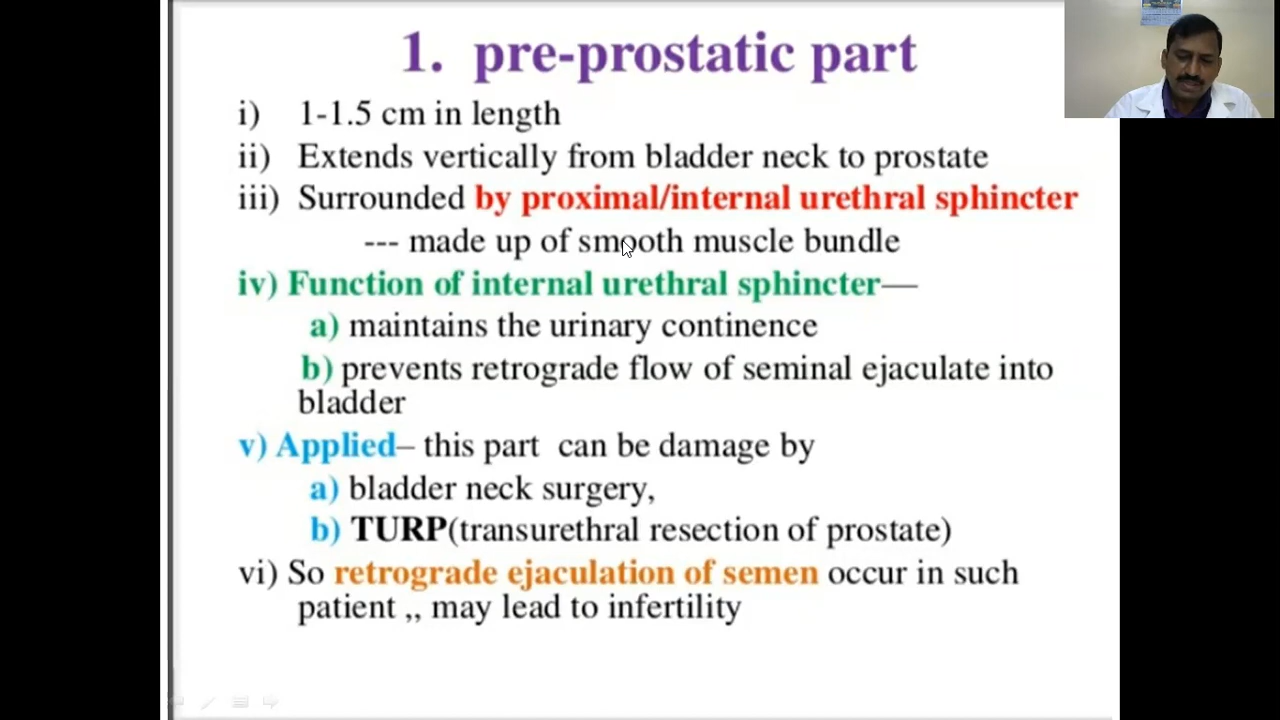 1. pre-prostatic part
i) 1-1.5 cm in length
ii) Extends vertically from bladder neck to prostate
iii) Surrounded by proximal/internal urethral sphincter
--- made up of smooth muscle bundle
iv) Function of internal urethral sphincter—
a) maintains the urinary continence
b) prevents retrograde flow of seminal ejaculate into
bladder
v) Applied– this part can be damage by
a) bladder neck surgery,
b) TURP(transurethral resection of prostate)
vi) So retrograde ejaculation of semen occur in such
patient ,, may lead to infertility